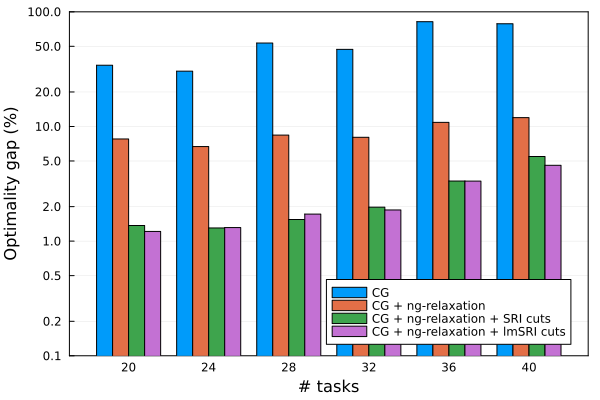 100.0
50.0
20.0
10.0
5.0
2.0
1.0
0.5
0.2
0.1
Optimality gap (%)
CG
CG + ng-relaxation
CG + ng-relaxation + SRI cuts
CG + ng-relaxation + lmSRI cuts
20 24 28 32 36 40
# tasks